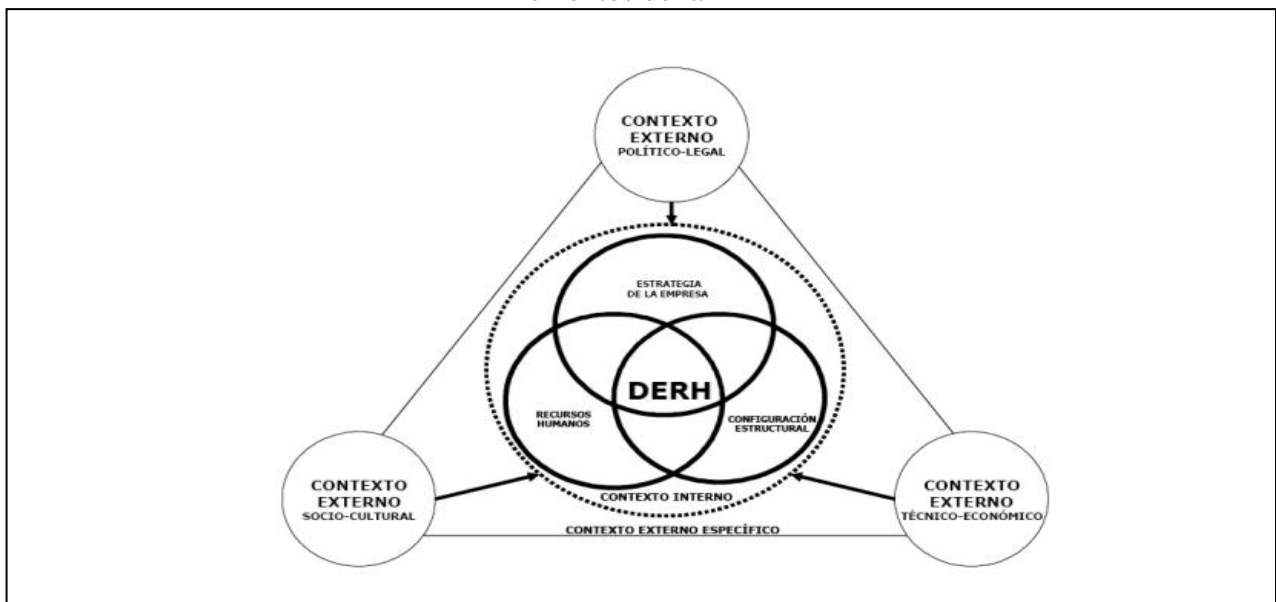 CONTEXTO
EXTERNO
POLÍTICO-LEGAL
ESTRATEGIA
DE LA EMPRESA
DERH
RECURSOS
HUMANOS
CONFIGURACIÓN
ESTRUCTURAL
CONTEXTO INTERNO
CONTEXTO
EXTERNO
SOCIO-CULTURAL
CONTEXTO
EXTERNO
TÉCNICO-ECONÓMICO
CONTEXTO EXTERNO ESPECÍFICO